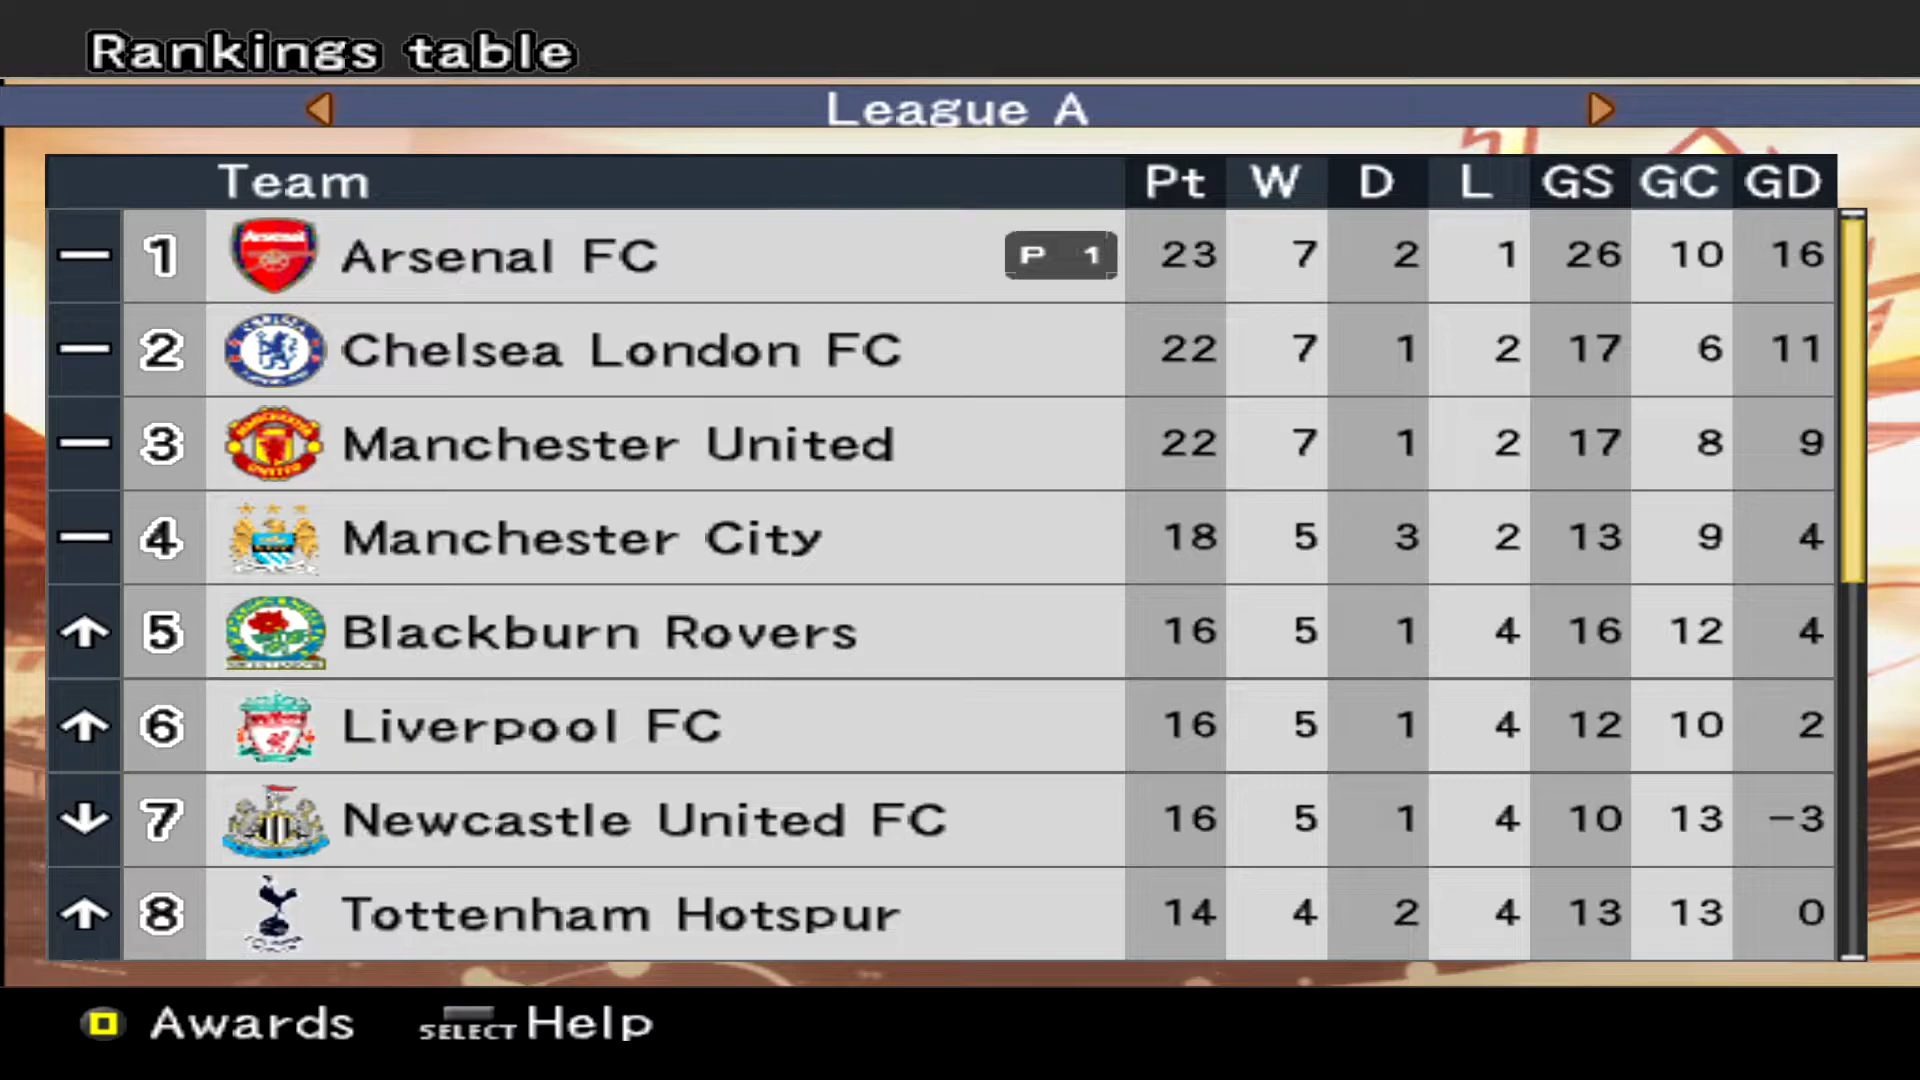 Rankings table
League A
Team Pt W D L GS GC GD
1 Arsenal FC P 1 23 7 2 1 26 10 16
2 Chelsea London FC 22 7 1 2 17 6 11
3 Manchester United 22 7 1 2 17 8 9
4 Manchester City 18 5 3 2 13 9 4
5 Blackburn Rovers 16 5 1 4 16 12 4
6 Liverpool FC 16 5 1 4 12 10 2
7 Newcastle United FC 16 5 1 4 10 13 -3
8 Tottenham Hotspur 14 4 2 4 13 13 0
Awards SELECT Help